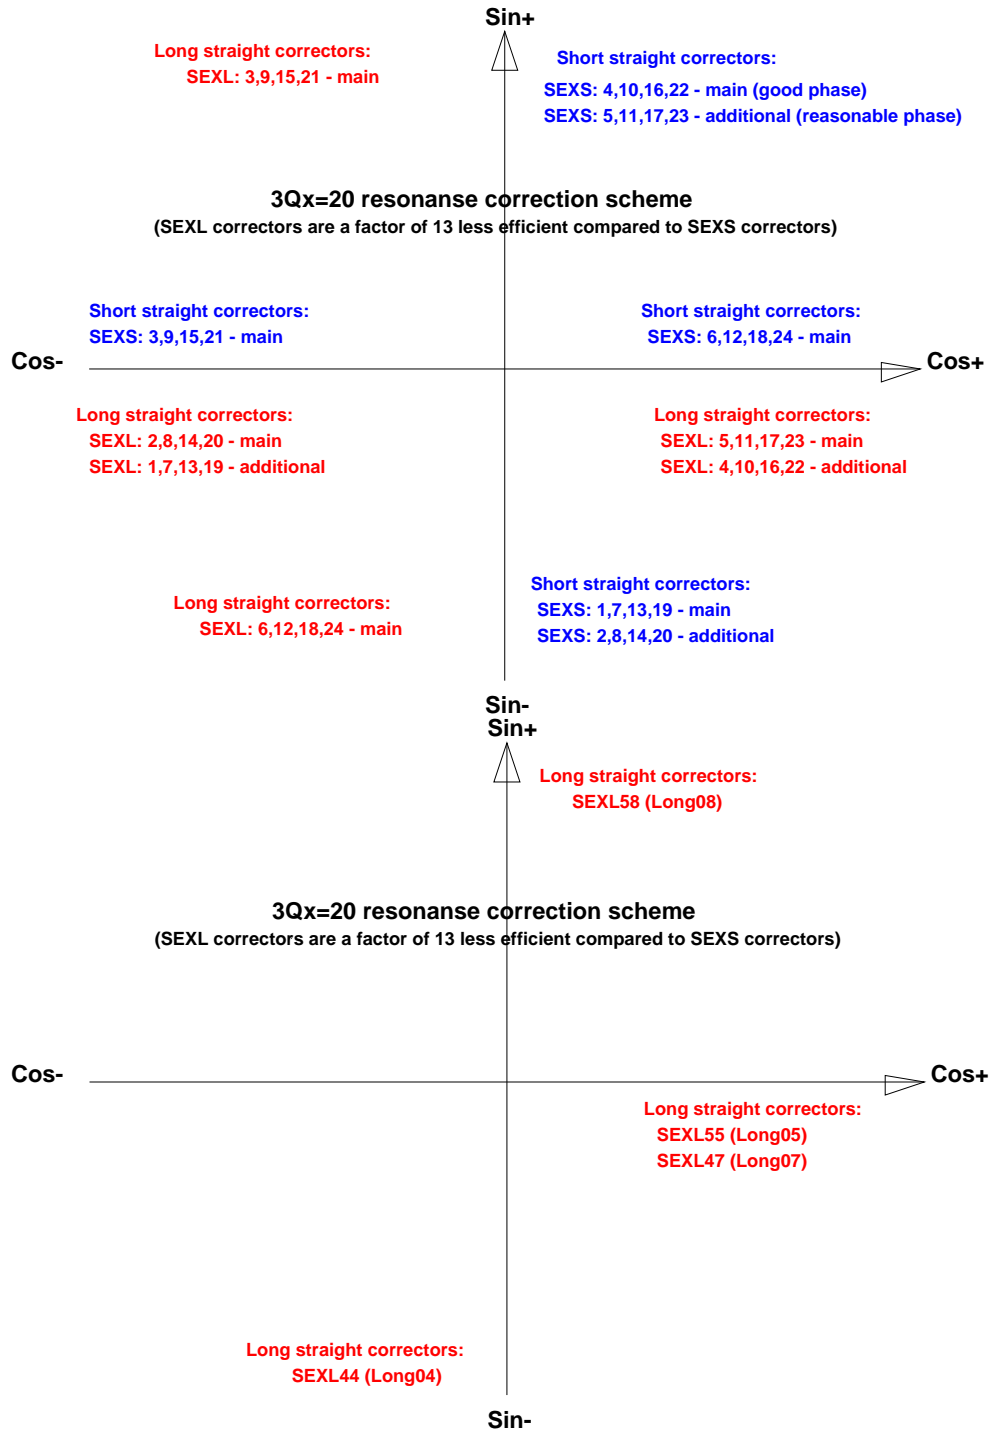 Sin+
Long straight correctors:
SEXL: 3,9,15,21 - main
Short straight correctors:
SEXS: 4,10,16,22 - main (good phase)
SEXS: 5,11,17,23 - additional (reasonable phase)
3Qx=20 resonanse correction scheme
(SEXL correctors are a factor of 13 less efficient compared to SEXS correctors)
Short straight correctors:
SEXS: 3,9,15,21 - main
Short straight correctors:
SEXS: 6,12,18,24 - main
Cos-
Cos+
Long straight correctors:
SEXL: 2,8,14,20 - main
SEXL: 1,7,13,19 - additional
Long straight correctors:
SEXL: 5,11,17,23 - main
SEXL: 4,10,16,22 - additional
Long straight correctors:
SEXL: 6,12,18,24 - main
Short straight correctors:
SEXS: 1,7,13,19 - main
SEXS: 2,8,14,20 - additional
Sin-
Sin+
Long straight correctors:
SEXL58 (Long08)
3Qx=20 resonanse correction scheme
(SEXL correctors are a factor of 13 less efficient compared to SEXS correctors)
Cos-
Cos+
Long straight correctors:
SEXL55 (Long05)
SEXL47 (Long07)
Long straight correctors:
SEXL44 (Long04)
Sin-